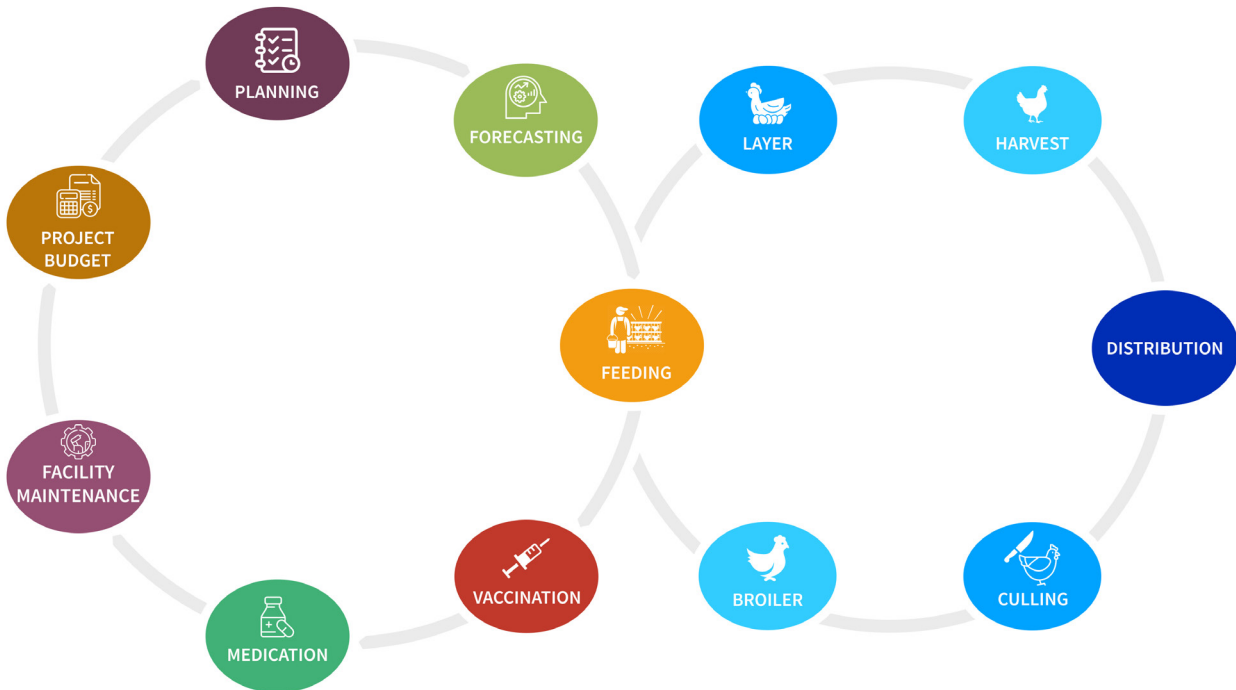 PLANNING
FORECASTING
LAYER
HARVEST
PROJECT
BUDGET
FEEDING
DISTRIBUTION
FACILITY
MAINTENANCE
VACCINATION
BROILER
CULLING
MEDICATION